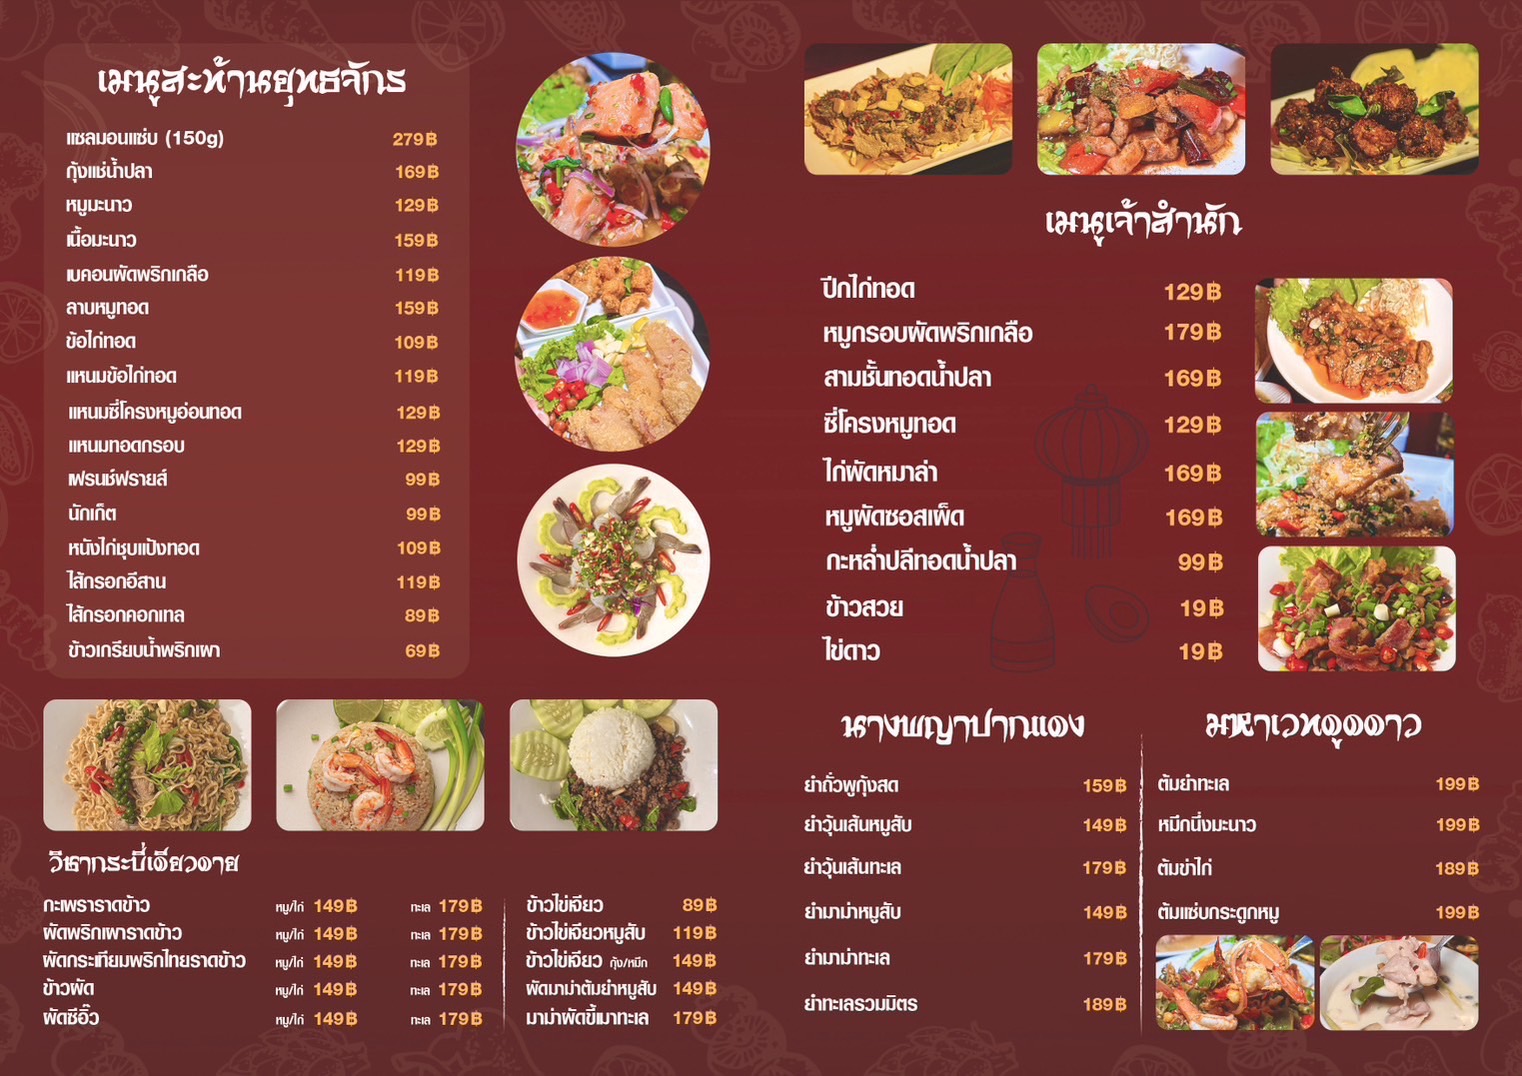 เมนูสะท้านยุทธจักร
แซลมอนแซ่บ (150g) 279฿
กุ้งแช่น้ำปลา 169฿
หมูมะนาว 129฿
เนื้อมะนาว 159฿
เบคอนผัดพริกเกลือ 119฿
ลาบหมูทอด 159฿
ข้อไก่ทอด 109฿
แหนมข้อไก่ทอด 119฿
แหนมซี่โครงหมูอ่อนทอด 129฿
แหนมทอดกรอบ 129฿
เฟรนช์ฟรายส์ 99฿
นักเก็ต 99฿
หนังไก่ชุบแป้งทอด 109฿
ไส้กรอกอีสาน 119฿
ไส้กรอกคอกเทล 89฿
ข้าวเกรียบน้ำพริกเผา 69฿
วิชากระบี่เดียวดาย
กะเพราราดข้าว หมู/ไก่ 149฿ ทะเล 179฿
ผัดพริกเผาราดข้าว หมู/ไก่ 149฿ ทะเล 179฿
ผัดกระเทียมพริกไทยราดข้าว หมู/ไก่ 149฿ ทะเล 179฿
ข้าวผัด หมู/ไก่ 149฿ ทะเล 179฿
ผัดซีอิ๊ว หมู/ไก่ 149฿ ทะเล 179฿
ข้าวไข่เจียว 89฿
ข้าวไข่เจียวหมูสับ 119฿
ข้าวไข่เจียว กุ้ง/หมึก 149฿
ผัดมาม่าต้มยำหมูสับ 149฿
มาม่าผัดขี้เมาทะเล 179฿
เมนูเจ้าสำนัก
ปีกไก่ทอด 129฿
หมูกรอบผัดพริกเกลือ 179฿
สามชั้นทอดน้ำปลา 169฿
ซี่โครงหมูทอด 129฿
ไก่ผัดหมาล่า 169฿
หมูผัดซอสเผ็ด 169฿
กะหล่ำปลีทอดน้ำปลา 99฿
ข้าวสวย 19฿
ไข่ดาว 19฿
นางพญาปากแดง
ยำถั่วพูกุ้งสด 159฿
ยำวุ้นเส้นหมูสับ 149฿
ยำวุ้นเส้นทะเล 179฿
ยำมาม่าหมูสับ 149฿
ยำมาม่าทะเล 179฿
ยำทะเลรวมมิตร 189฿
มหาเวทดูดดาว
ต้มยำทะเล 199฿
หมึกนึ่งมะนาว 199฿
ต้มข่าไก่ 189฿
ต้มแซ่บกระดูกหมู 199฿